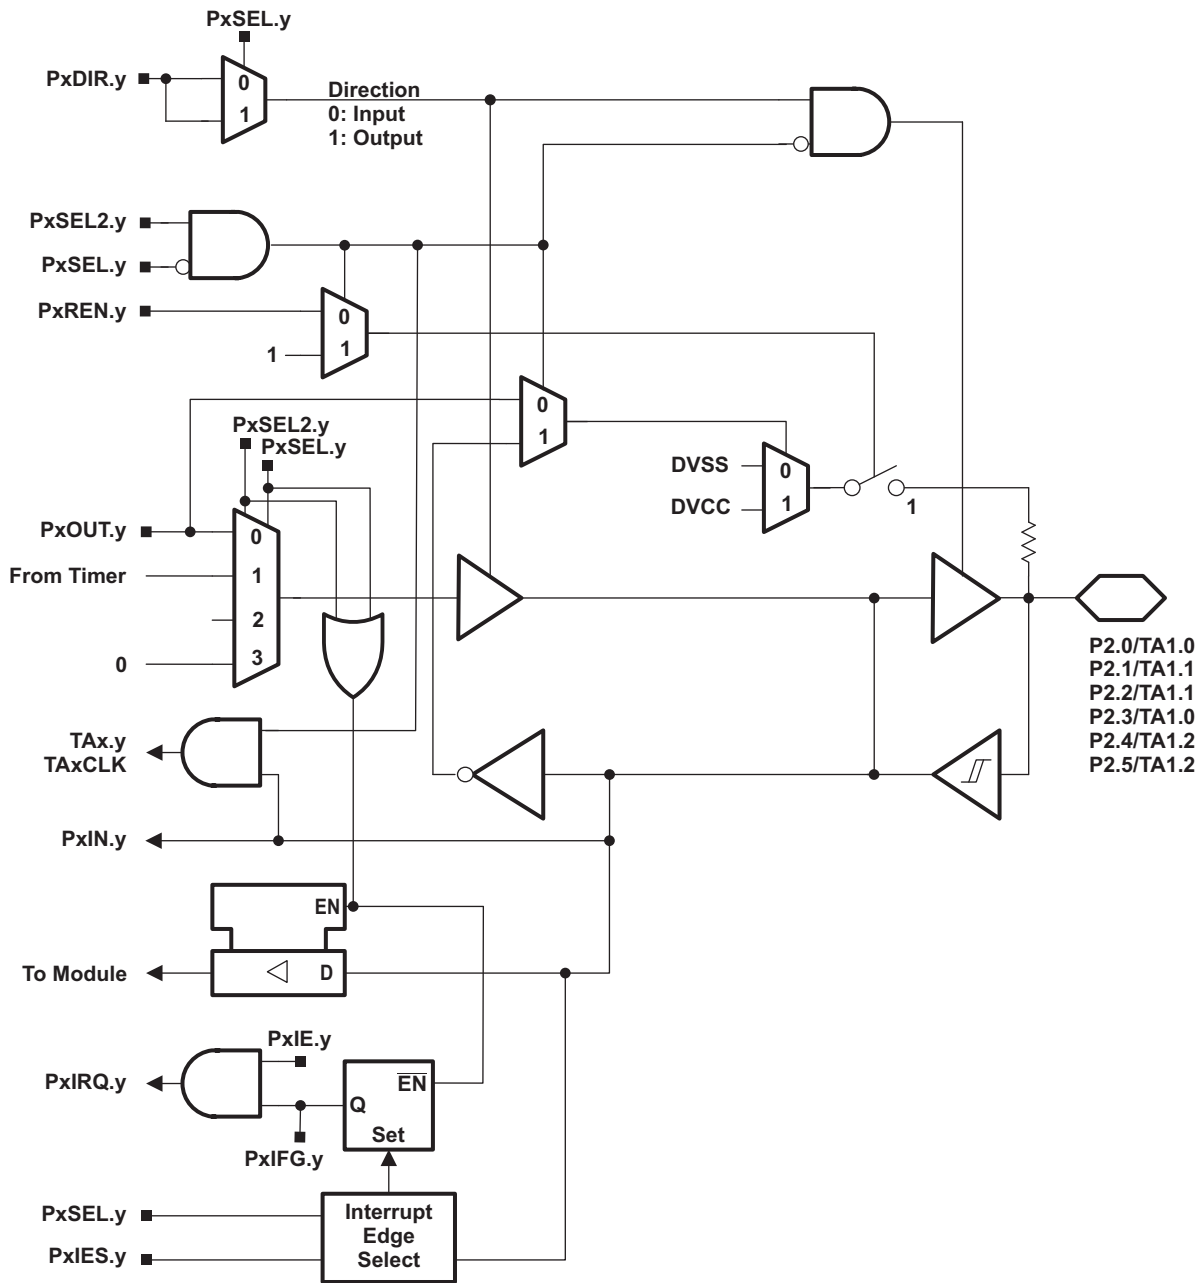 PxSEL.y
PxDIR.y
0
1
Direction
0: Input
1: Output
PxSEL2.y
PxSEL.y
PxREN.y
0
1
1
0
1
PxSEL2.y
PxSEL.y
DVSS
0
DVCC
1
1
PxOUT.y
0
From Timer
1
2
0
3
P2.0/TA1.0
P2.1/TA1.1
P2.2/TA1.1
P2.3/TA1.0
P2.4/TA1.2
P2.5/TA1.2
TAx.y
TAxCLK
PxIN.y
EN
To Module
D
PxIE.y
PxIRQ.y
EN
Q
Set
PxIFG.y
PxSEL.y
PxIES.y
Interrupt
Edge
Select